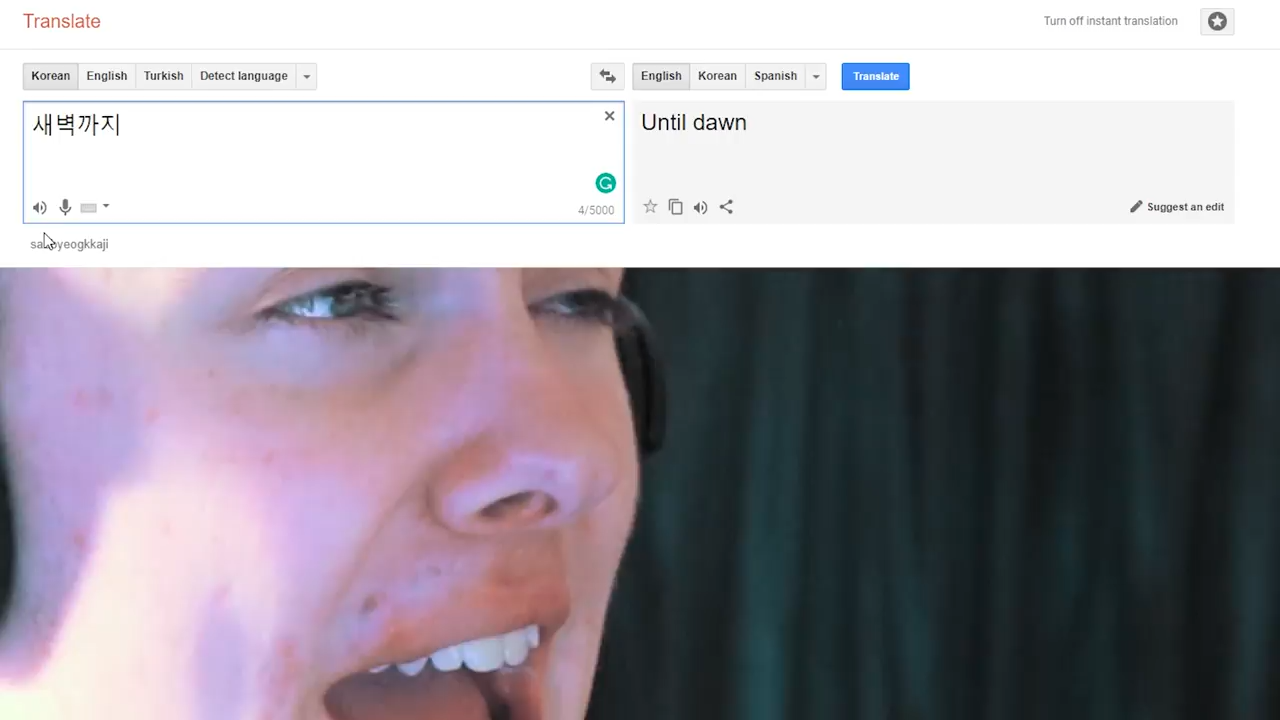 Translate
Turn off instant translation
Korean English Turkish Detect language
English Korean Spanish Translate
새벽까지
Until dawn
4/5000
Suggest an edit